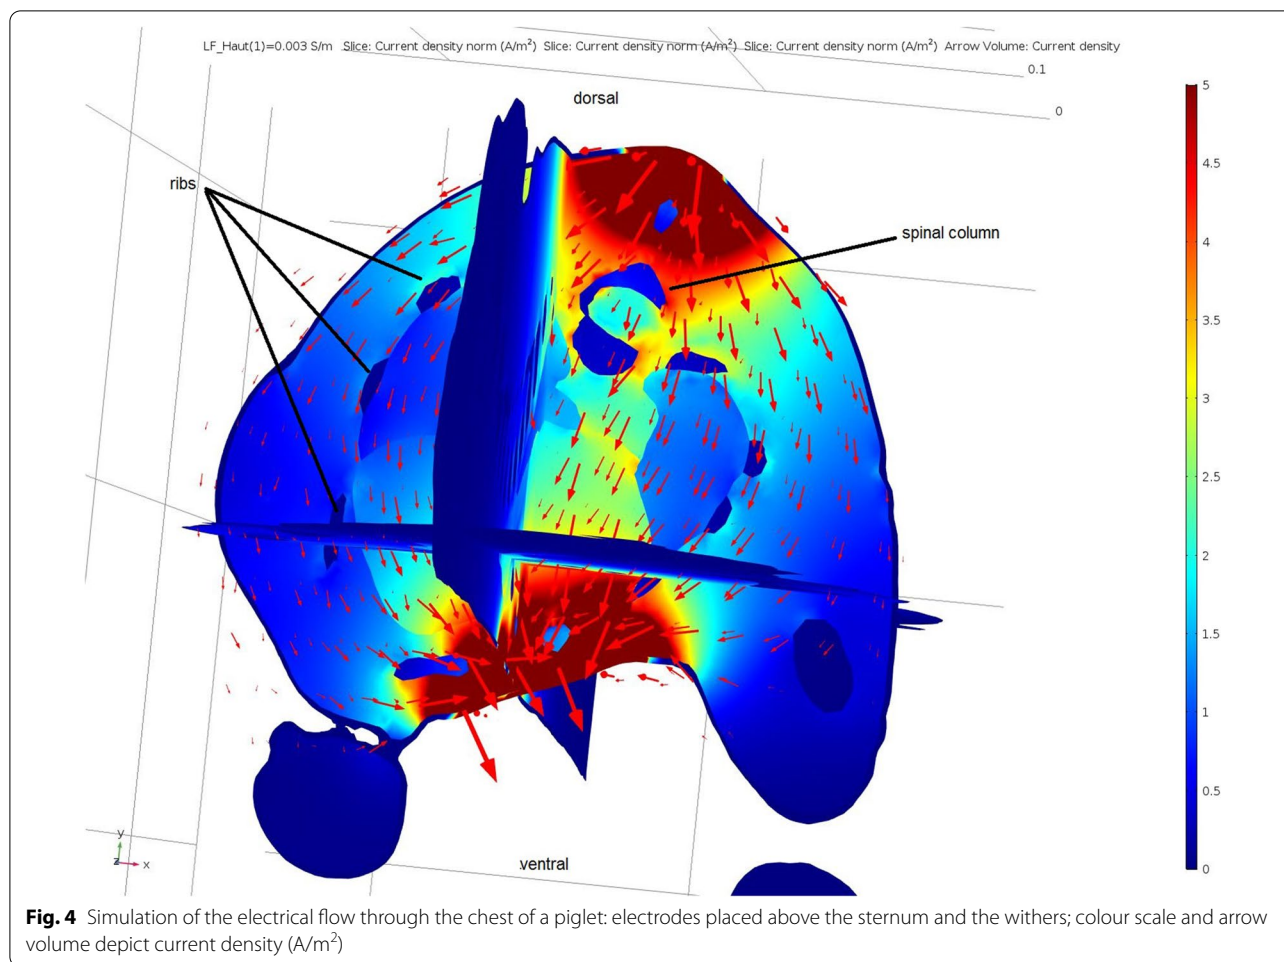 LF_Haut(1)=0.003 S/m Slice: Current density norm (A/m²) Slice: Current density norm (A/m²) Slice: Current density norm (A/m²) Arrow Volume: Current density
0.1
0
dorsal
ribs
spinal column
5
4.5
4
3.5
3
2.5
2
1.5
1
0.5
0
y
z
x
ventral
Fig. 4 Simulation of the electrical flow through the chest of a piglet: electrodes placed above the sternum and the withers; colour scale and arrow
volume depict current density (A/m²)